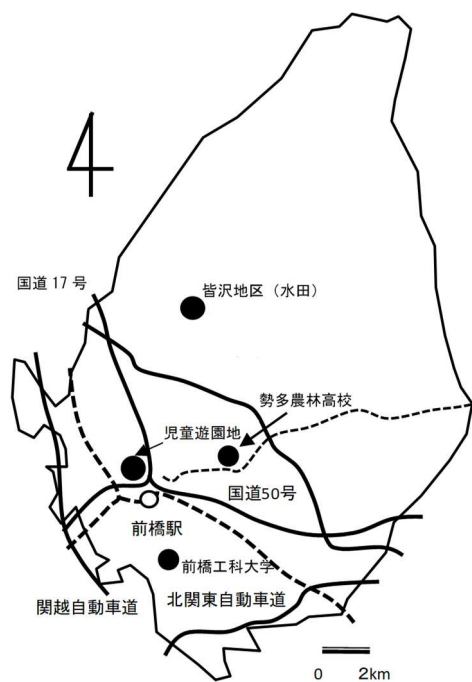 国道17号
皆沢地区（水田）
勢多農林高校
児童遊園地
国道50号
前橋駅
前橋工科大学
関越自動車道
北関東自動車道
0 2km